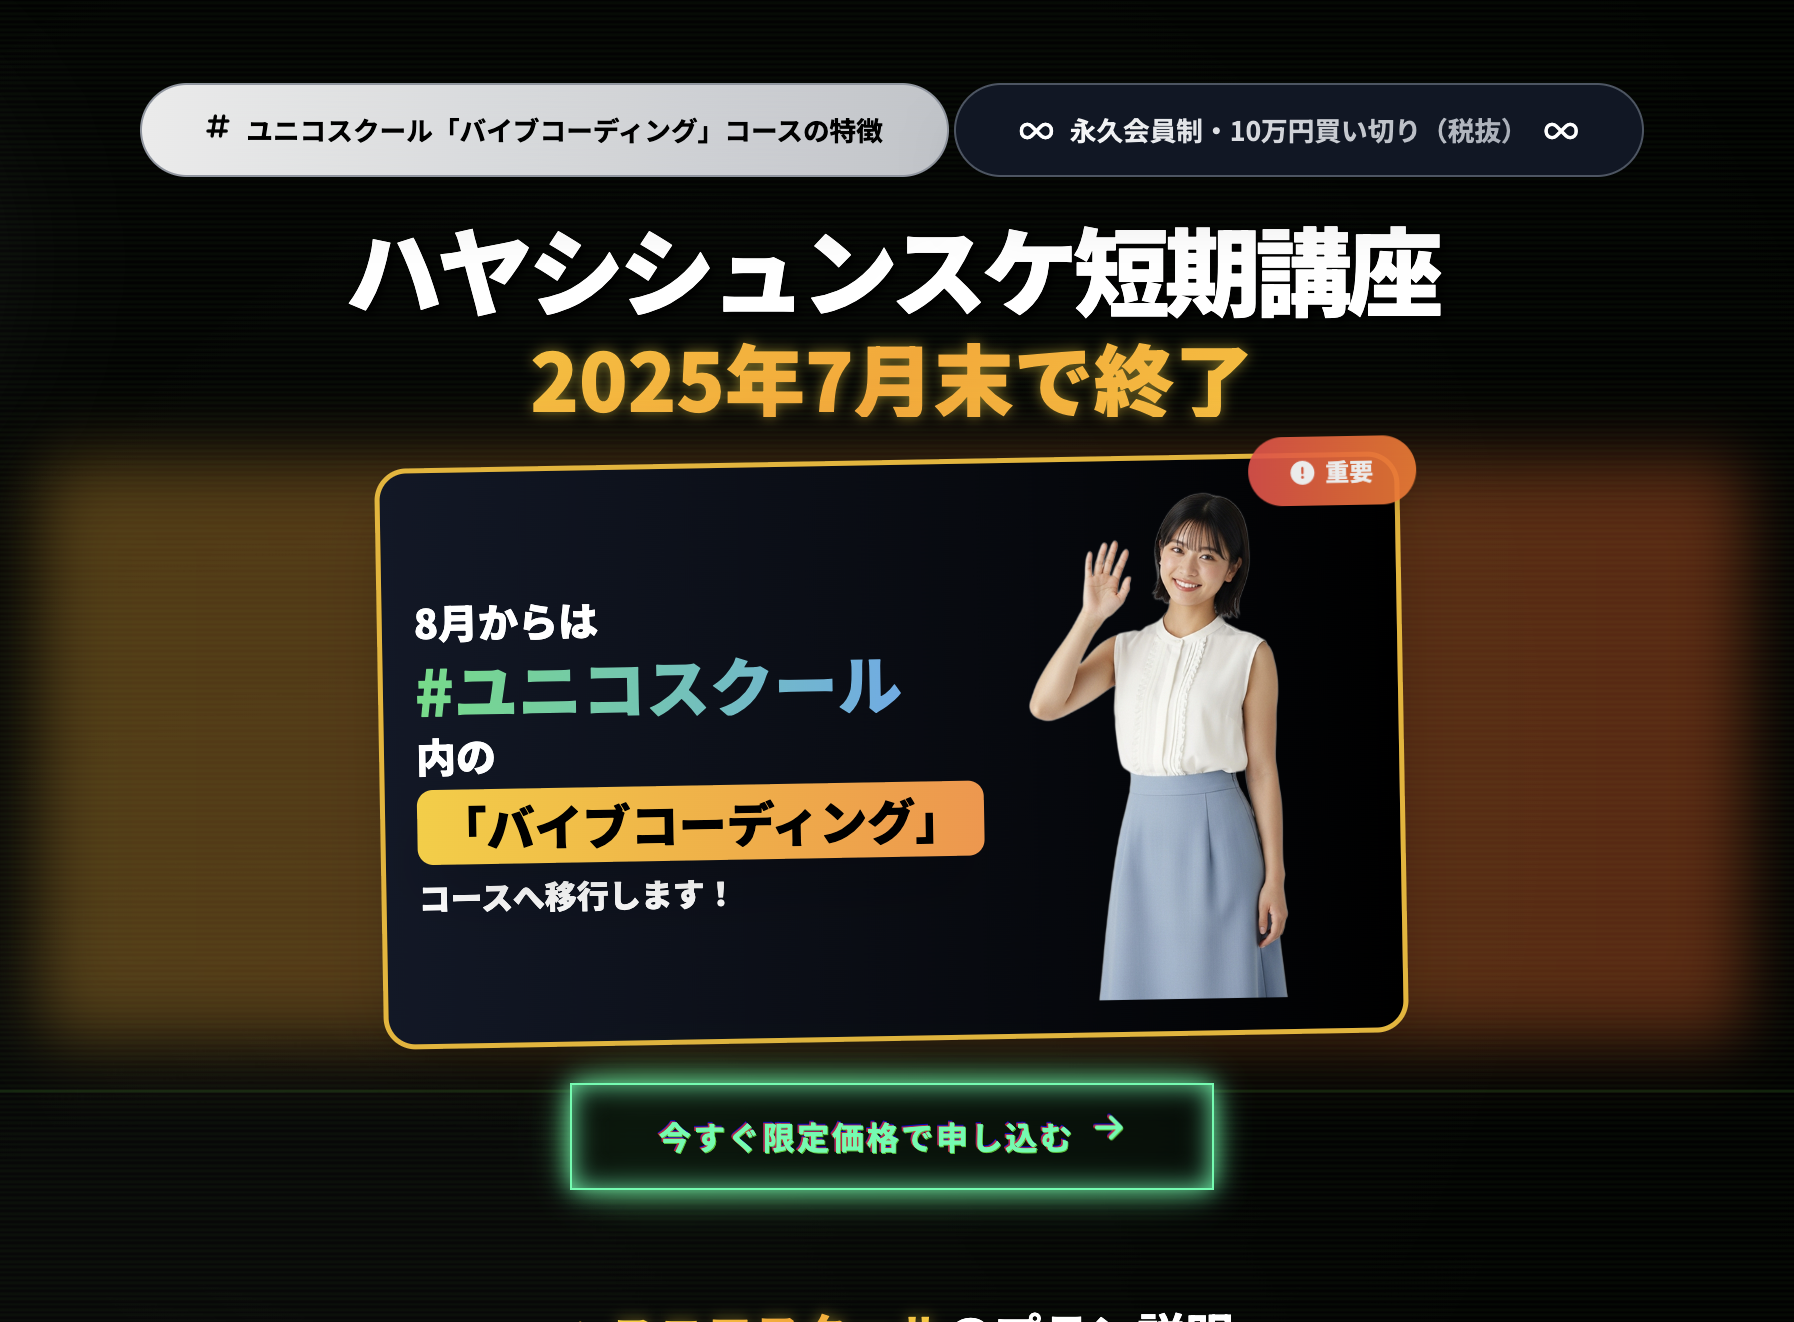 # ユニコスクール「バイブコーディング」コースの特徴
∞ 永久会員制・10万円買い切り（税抜） ∞
ハヤシシュンスケ短期講座
2025年7月末で終了
重要
8月からは
#ユニコスクール
内の
「バイブコーディング」
コースへ移行します！
今すぐ限定価格で申し込む →